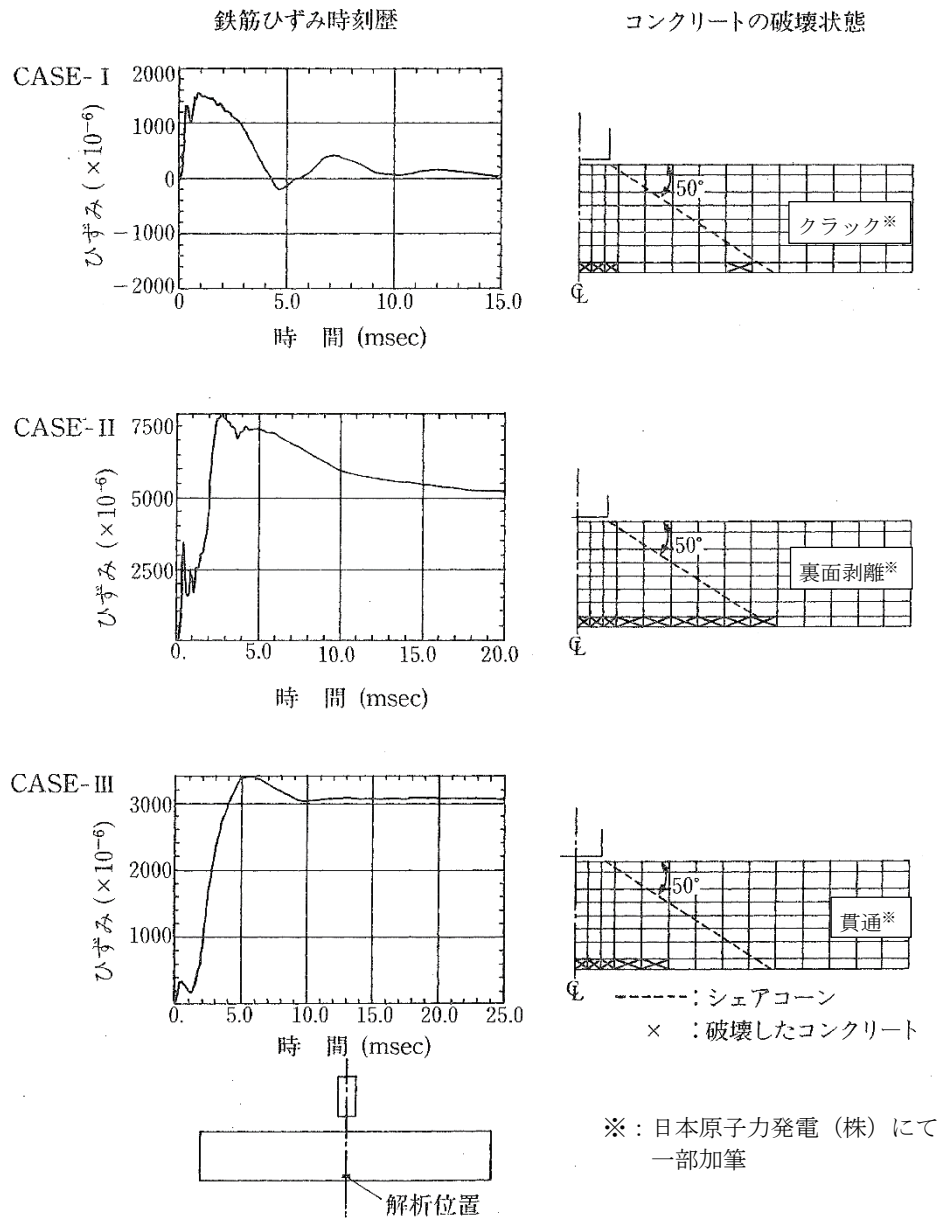 鉄筋ひずみ時刻歴
コンクリートの破壊状態
CASE-Ⅰ
ひずみ (×10⁻⁶)
2000
1000
0
-1000
-2000
0
5.0
10.0
15.0
時 間 (msec)
50°
クラック※
℄
CASE-Ⅱ
ひずみ (×10⁻⁶)
7500
5000
2500
0.
5.0
10.0
15.0
20.0
時 間 (msec)
50°
裏面剥離※
℄
CASE-Ⅲ
ひずみ (×10⁻⁶)
3000
2000
1000
0.
5.0
10.0
15.0
20.0
25.0
時 間 (msec)
50°
貫通※
℄
-----:シェアコーン
× :破壊したコンクリート
解析位置
※:日本原子力発電(株)にて
一部加筆